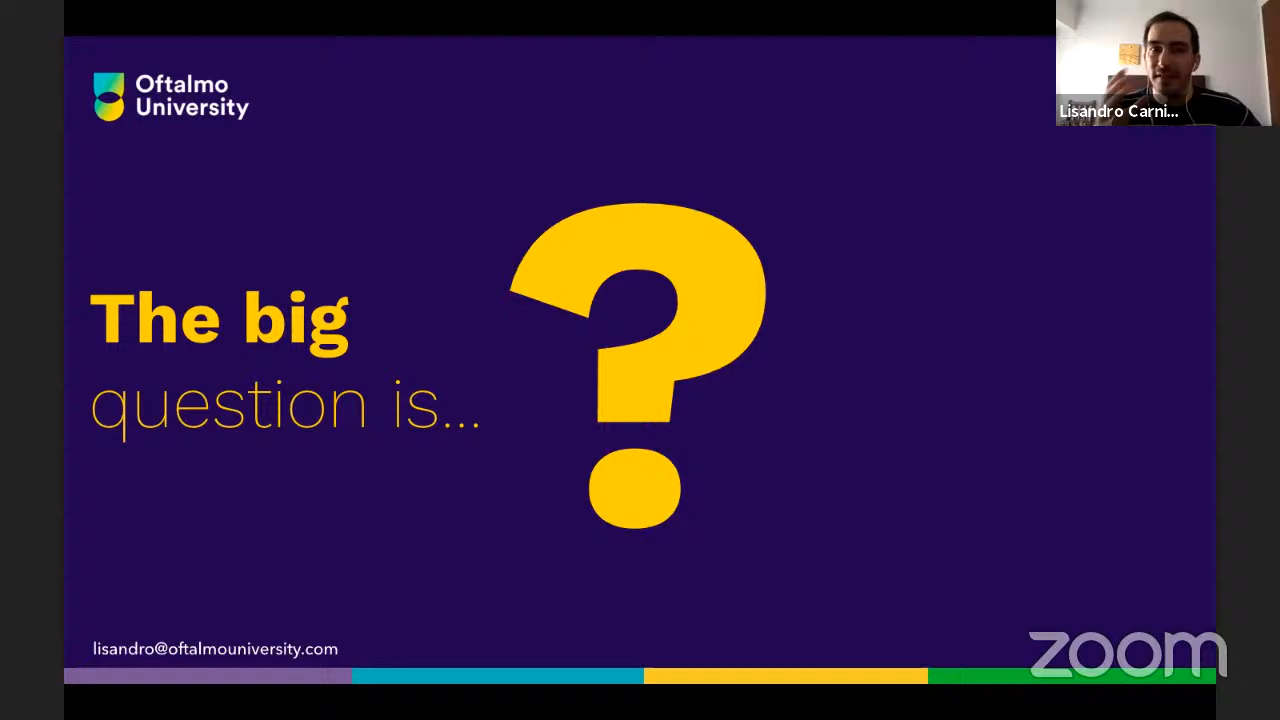 Oftalmo
University
Lisandro Carni...
The big
question is...
?
lisandro@oftalmouniversity.com
zoom